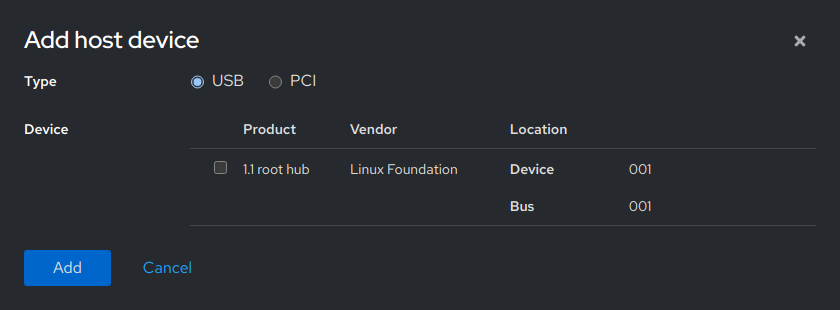 Add host device
Type USB PCI
Device Product Vendor Location
1.1 root hub Linux Foundation Device 001
Bus 001
Add Cancel